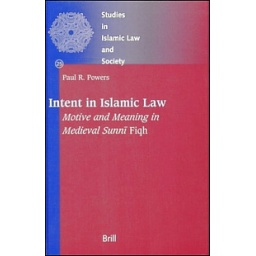 Studies
in
Islamic Law
and
Society
25
Paul R. Powers
Intent in Islamic Law
Motive and Meaning in
Medieval Sunnī Fiqh
Brill